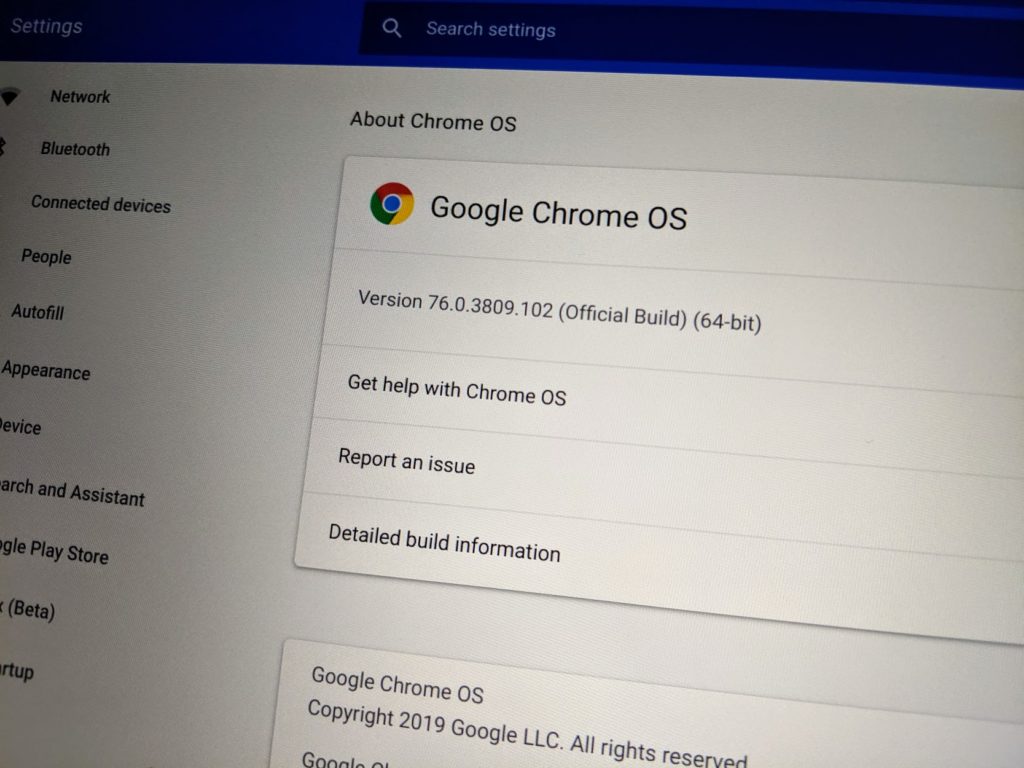 Settings
Search settings
Network
Bluetooth
Connected devices
People
Autofill
Appearance
evice
arch and Assistant
gle Play Store
(Beta)
rtup
About Chrome OS
Google Chrome OS
Version 76.0.3809.102 (Official Build) (64-bit)
Get help with Chrome OS
Report an issue
Detailed build information
Google Chrome OS
Copyright 2019 Google LLC. All rights reserved
Google